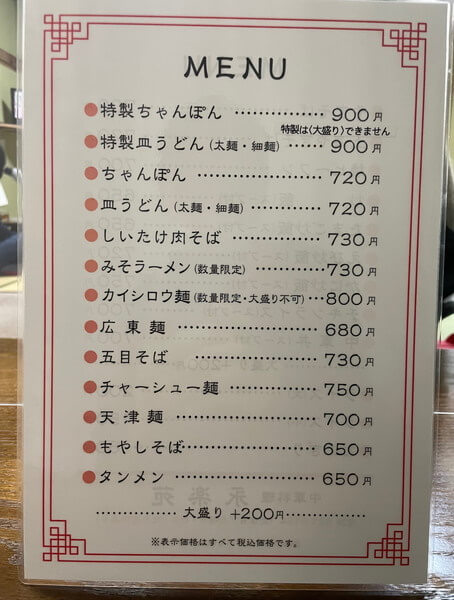 MENU
●特製ちゃんぽん ………… 900円
特製は(大盛り)できません
●特製皿うどん(太麺・細麺) …… 900円
●ちゃんぽん ………………… 720円
●皿うどん(太麺・細麺) ………… 720円
●しいたけ肉そば ……………… 730円
●みそラーメン(数量限定) ………… 730円
●カイシロウ麺(数量限定・大盛り不可) … 800円
●広東麺 ………………… 680円
●五目そば ……………… 730円
●チャーシュー麺 ……………… 750円
●天津麺 ………………… 700円
●もやしそば ………………… 650円
●タンメン ………………… 650円
………… 大盛り +200円 …………
※表示価格はすべて税込価格です。
中華料理 永楽苑